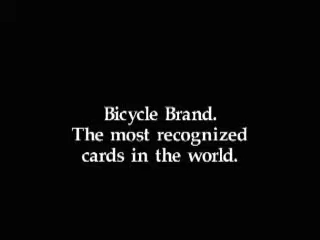 Bicycle Brand.
The most recognized
cards in the world.